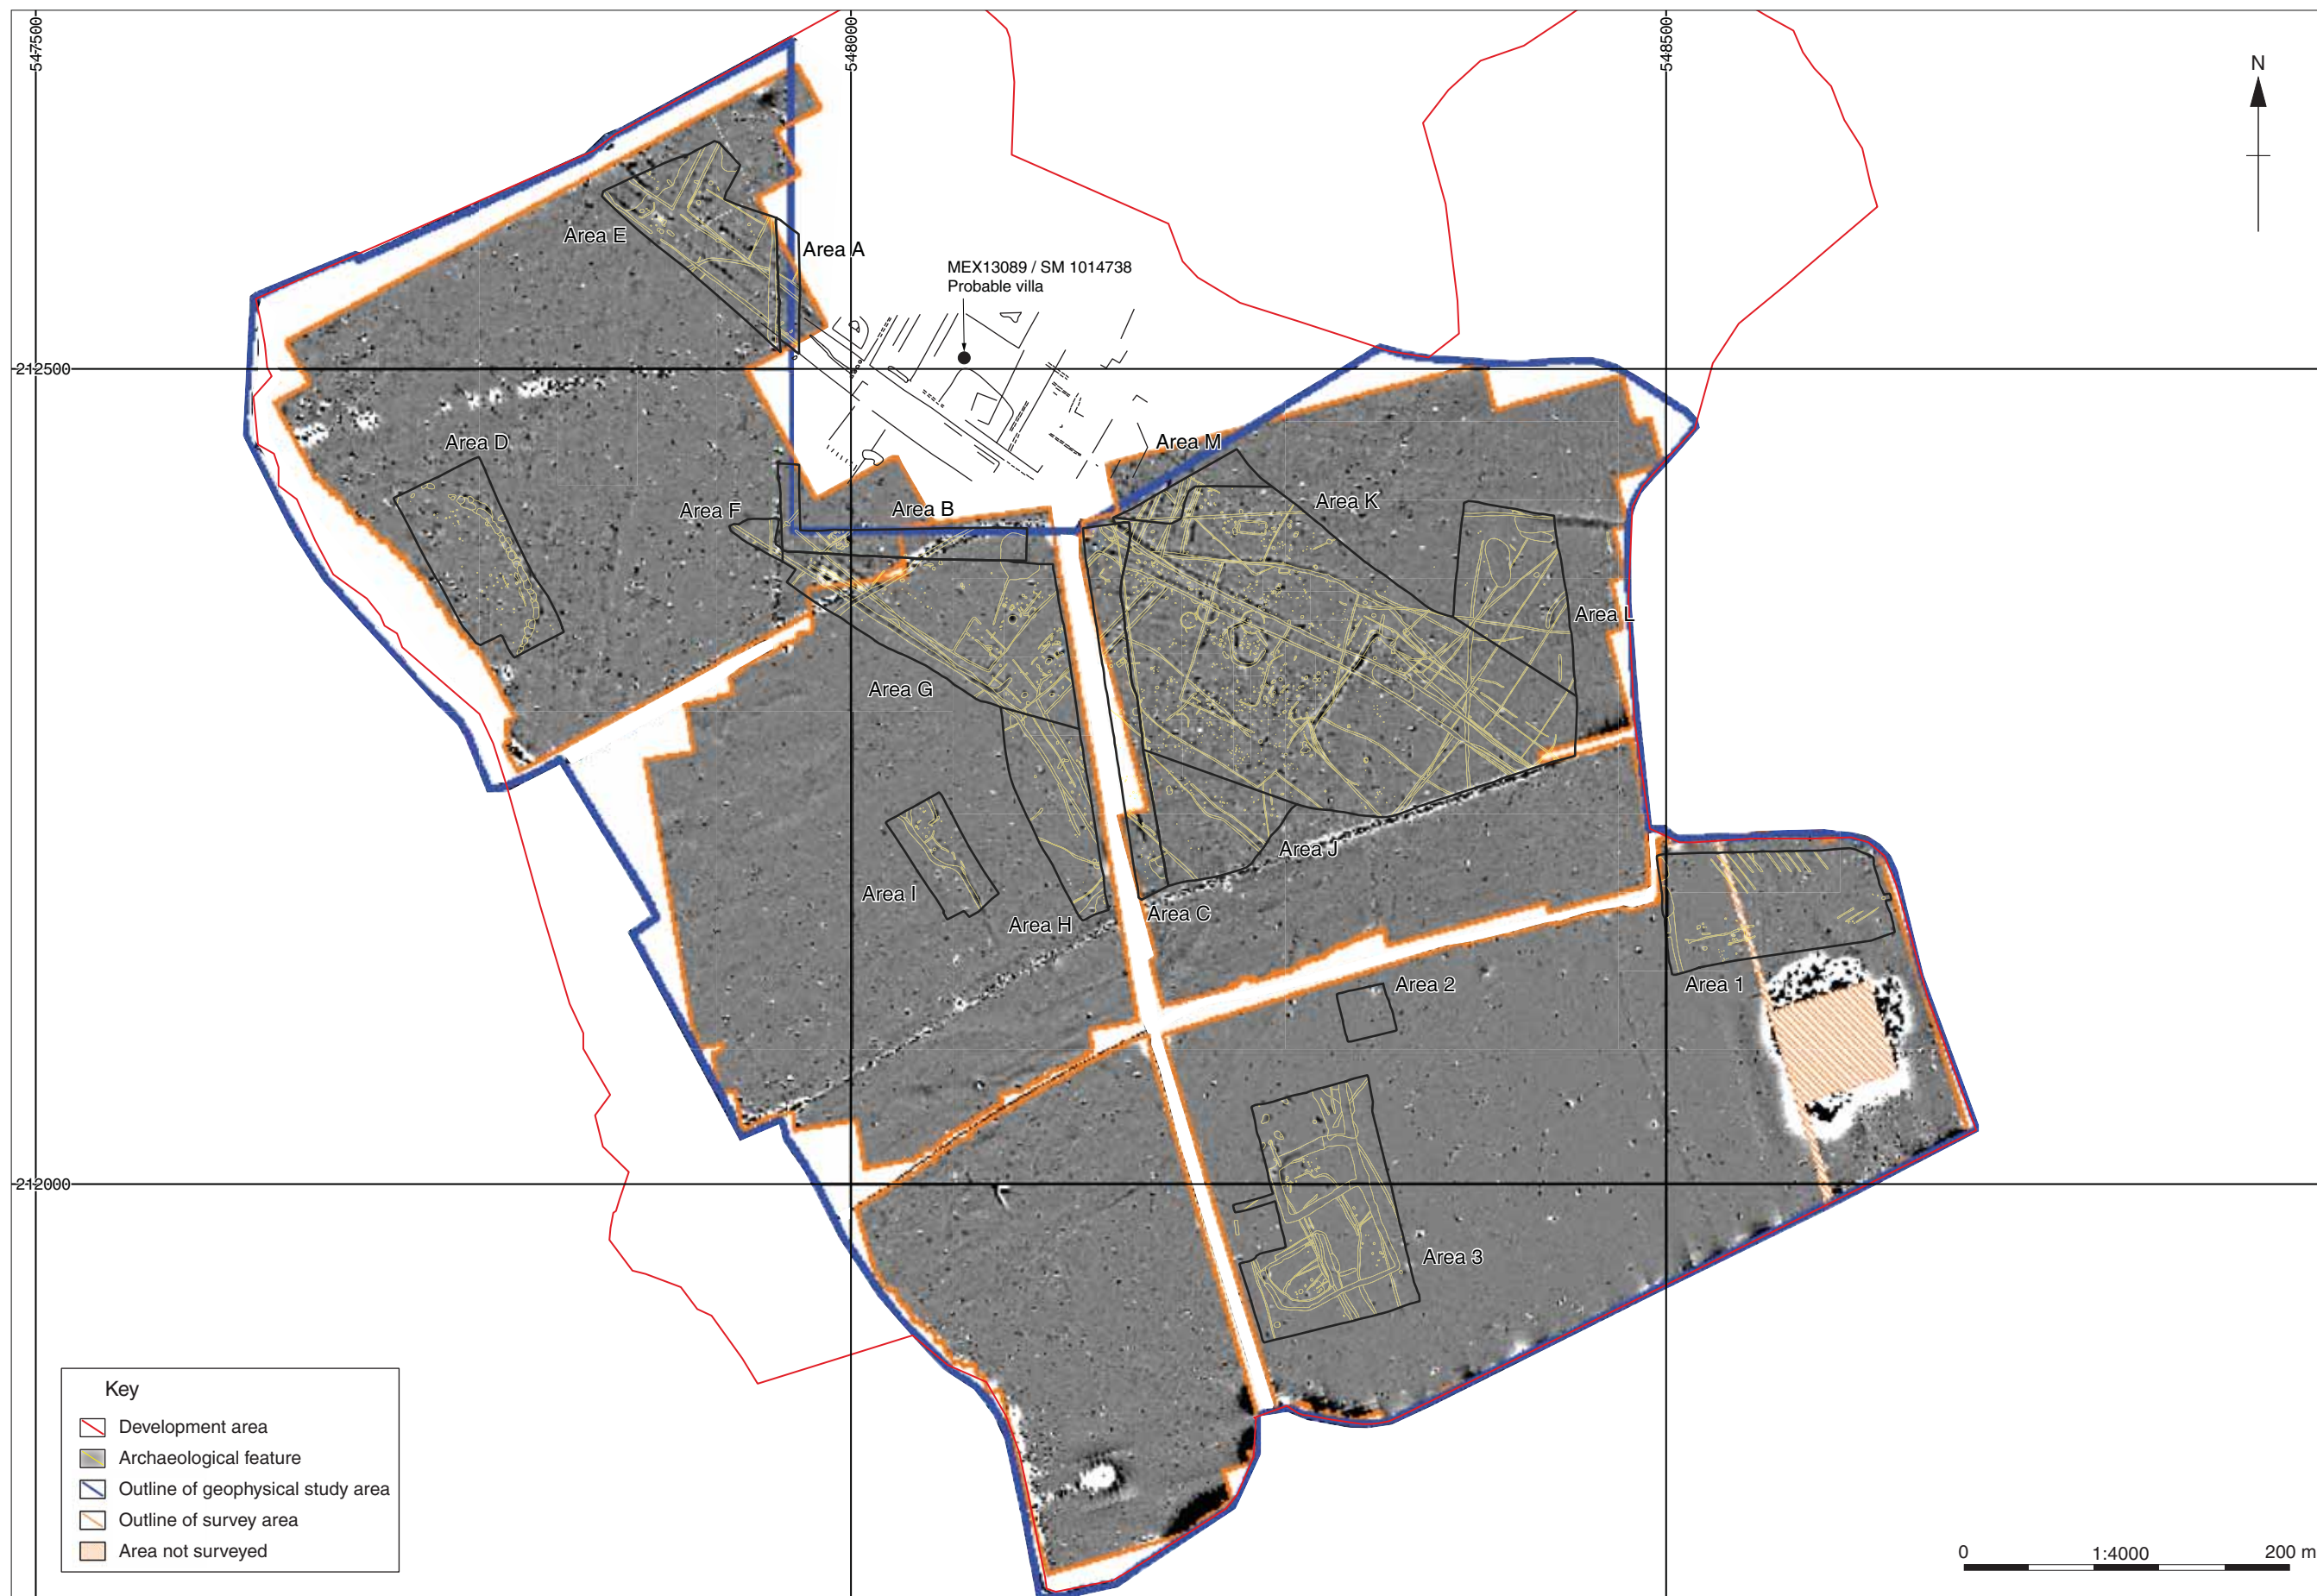 547500
548000
548500
N
Area E
Area A
MEX13089 / SM 1014738
Probable villa
212500
Area D
Area M
Area K
Area F
Area B
Area L
Area G
Area J
Area I
Area C
Area H
Area 2
Area 1
212000
Area 3
Key
Development area
Archaeological feature
Outline of geophysical study area
Outline of survey area
Area not surveyed
0 1:4000 200 m